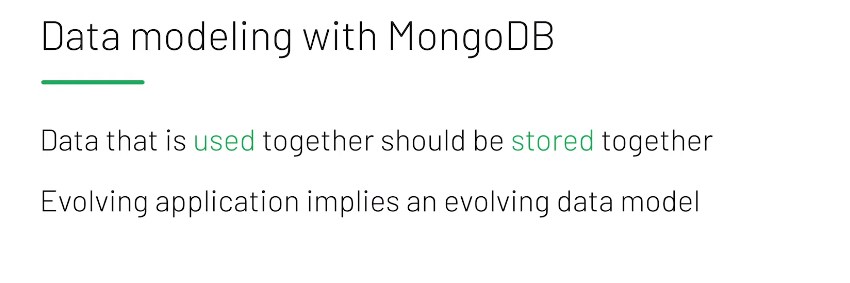 Data modeling with MongoDB
Data that is used together should be stored together
Evolving application implies an evolving data model